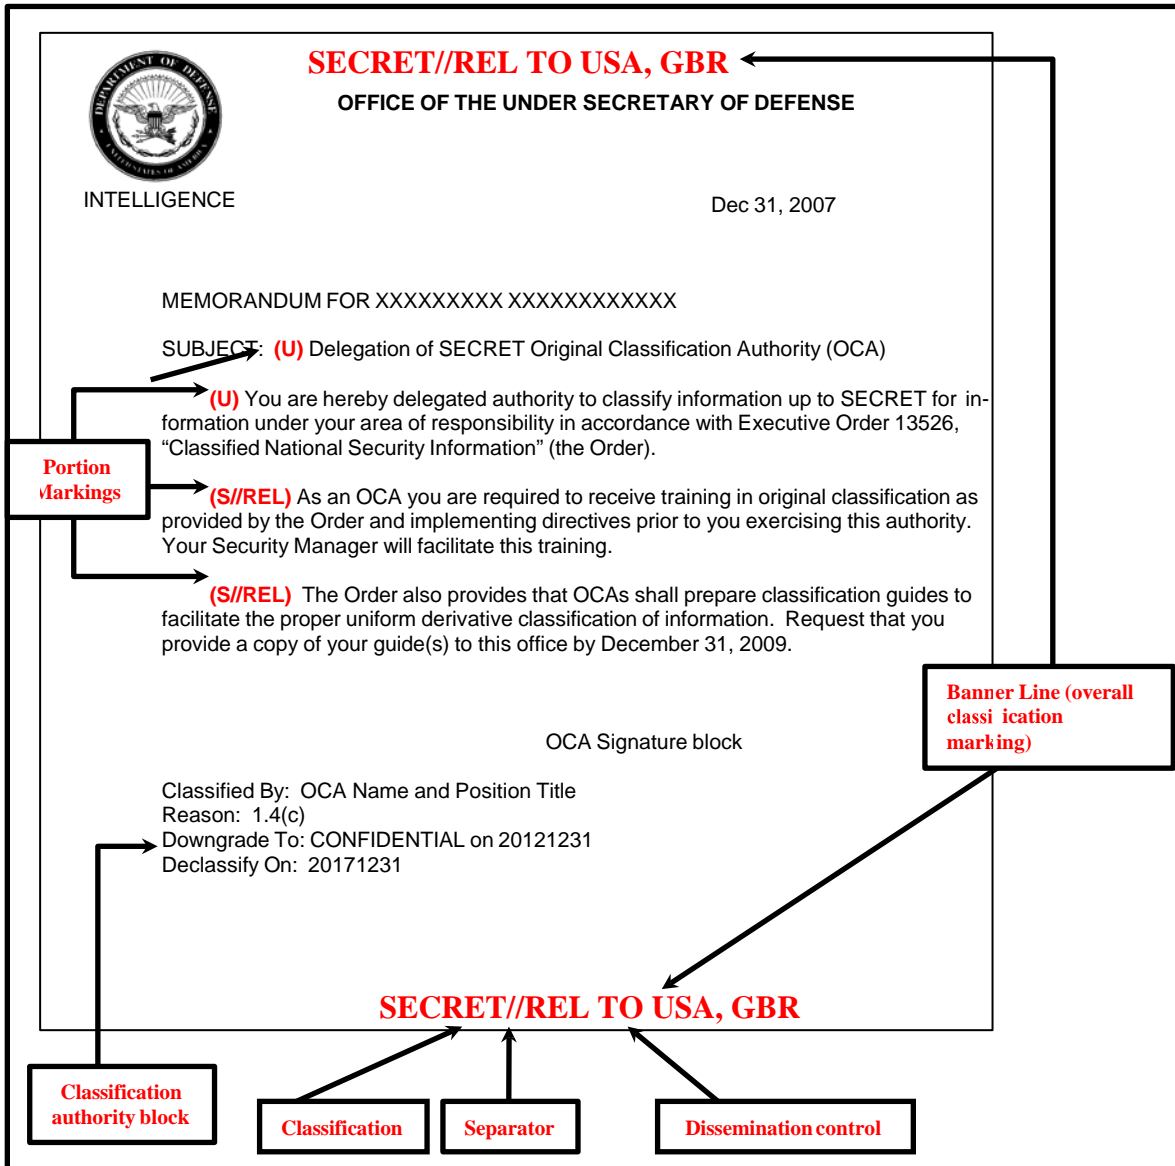 SECRET//REL TO USA, GBR
OFFICE OF THE UNDER SECRETARY OF DEFENSE
DEPARTMENT OF DEFENSE
UNITED STATES OF AMERICA
INTELLIGENCE
Dec 31, 2007
MEMORANDUM FOR XXXXXXXXX XXXXXXXXXXXXX
SUBJECT: (U) Delegation of SECRET Original Classification Authority (OCA)
(U) You are hereby delegated authority to classify information up to SECRET for in-
formation under your area of responsibility in accordance with Executive Order 13526,
“Classified National Security Information” (the Order).
Portion
Markings
(S//REL) As an OCA you are required to receive training in original classification as
provided by the Order and implementing directives prior to you exercising this authority.
Your Security Manager will facilitate this training.
(S//REL) The Order also provides that OCAs shall prepare classification guides to
facilitate the proper uniform derivative classification of information. Request that you
provide a copy of your guide(s) to this office by December 31, 2009.
Banner Line (overall
classi ication
marking)
OCA Signature block
Classified By: OCA Name and Position Title
Reason: 1.4(c)
Downgrade To: CONFIDENTIAL on 20121231
Declassify On: 20171231
SECRET//REL TO USA, GBR
Classification
authority block
Classification
Separator
Dissemination control